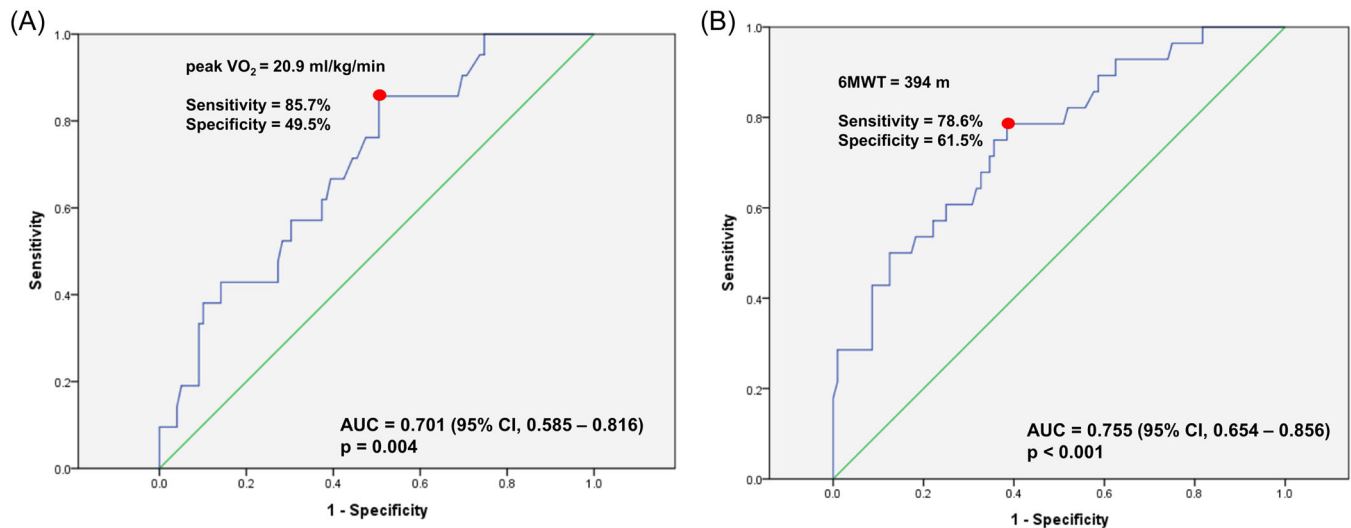 (A)
1.0
0.8
0.6
0.4
0.2
0.0
Sensitivity
peak VO₂ = 20.9 ml/kg/min
Sensitivity = 85.7%
Specificity = 49.5%
AUC = 0.701 (95% CI, 0.585 – 0.816)
p = 0.004
0.0 0.2 0.4 0.6 0.8 1.0
1 - Specificity
(B)
1.0
0.8
0.6
0.4
0.2
0.0
Sensitivity
6MWT = 394 m
Sensitivity = 78.6%
Specificity = 61.5%
AUC = 0.755 (95% CI, 0.654 – 0.856)
p < 0.001
0.0 0.2 0.4 0.6 0.8 1.0
1 - Specificity